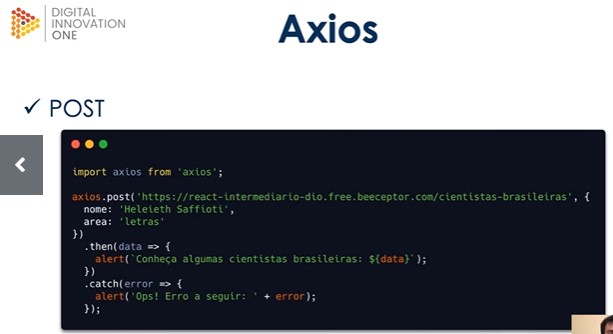 DIGITAL
INNOVATION
ONE
Axios
✓ POST
import axios from 'axios';
axios.post('https://react-intermediario-dio.free.beeceptor.com/cientistas-brasileiras', {
  nome: 'Heleieth Saffioti',
  area: 'letras'
})
  .then(data => {
    alert(`Conheça algumas cientistas brasileiras: ${data}`);
  })
  .catch(error => {
    alert('Ops! Erro a seguir: ' + error);
  });